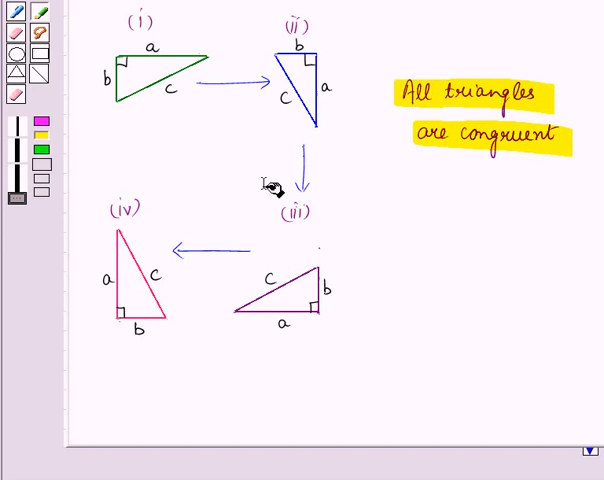 (i)
a
b
c
(ii)
b
a
c
All triangles
are congruent
(iv)
a
c
b
(iii)
c
b
a